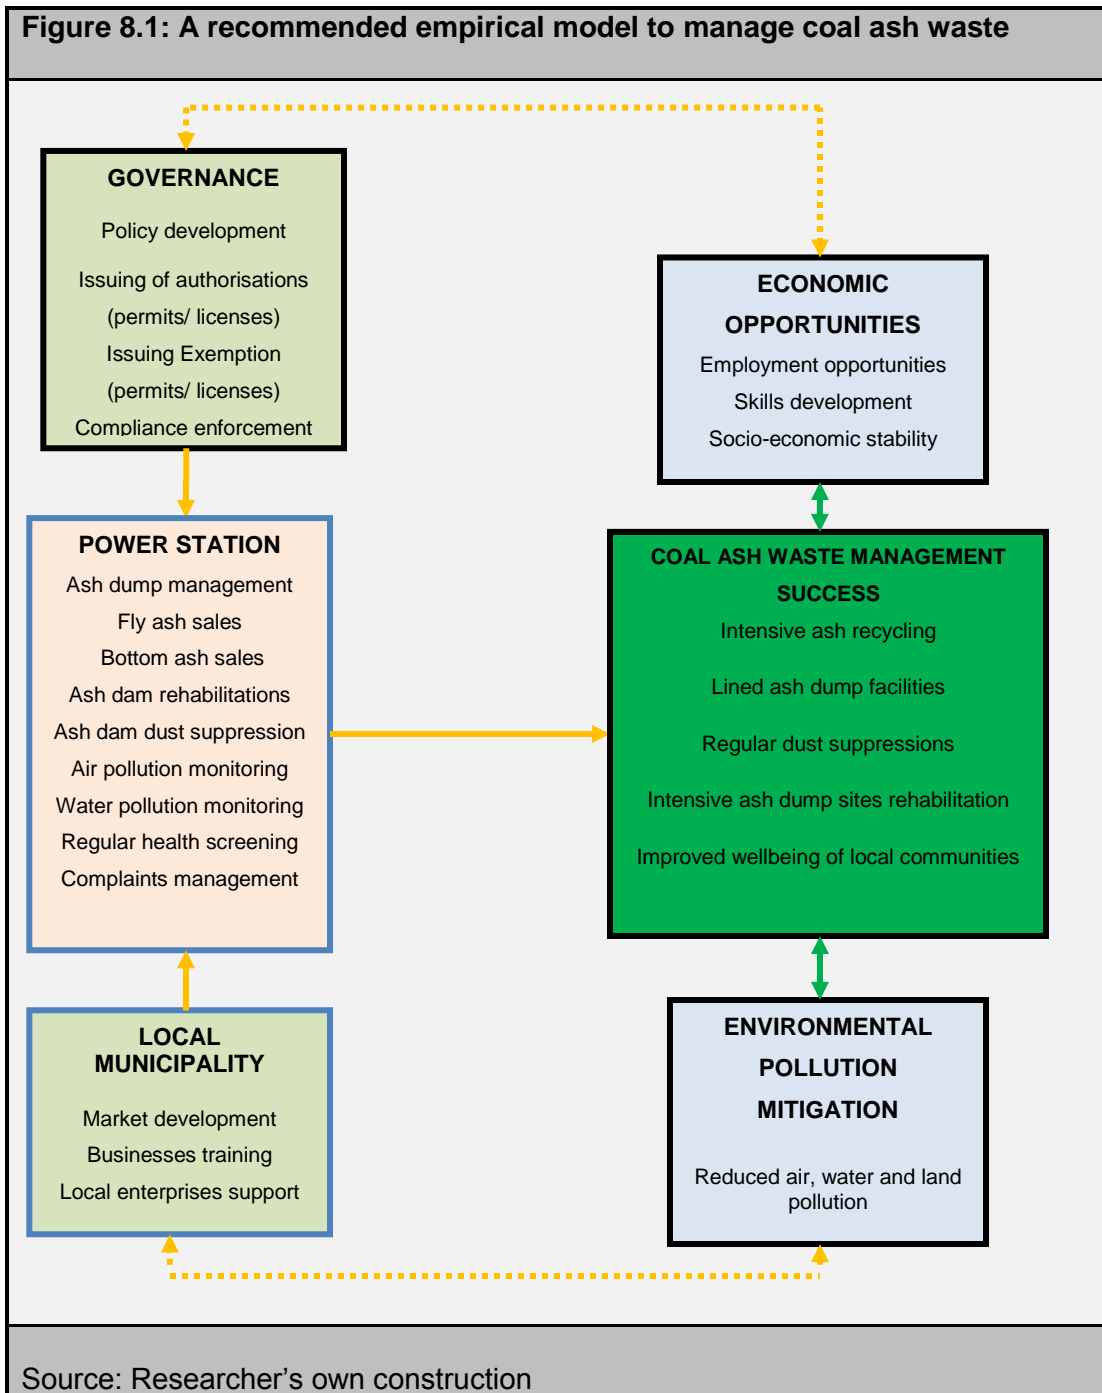 Figure 8.1: A recommended empirical model to manage coal ash waste
GOVERNANCE
Policy development
Issuing of authorisations
(permits/ licenses)
Issuing Exemption
(permits/ licenses)
Compliance enforcement
ECONOMIC
OPPORTUNITIES
Employment opportunities
Skills development
Socio-economic stability
POWER STATION
Ash dump management
Fly ash sales
Bottom ash sales
Ash dam rehabilitations
Ash dam dust suppression
Air pollution monitoring
Water pollution monitoring
Regular health screening
Complaints management
COAL ASH WASTE MANAGEMENT
SUCCESS
Intensive ash recycling
Lined ash dump facilities
Regular dust suppressions
Intensive ash dump sites rehabilitation
Improved wellbeing of local communities
LOCAL
MUNICIPALITY
Market development
Businesses training
Local enterprises support
ENVIRONMENTAL
POLLUTION
MITIGATION
Reduced air, water and land
pollution
Source: Researcher's own construction